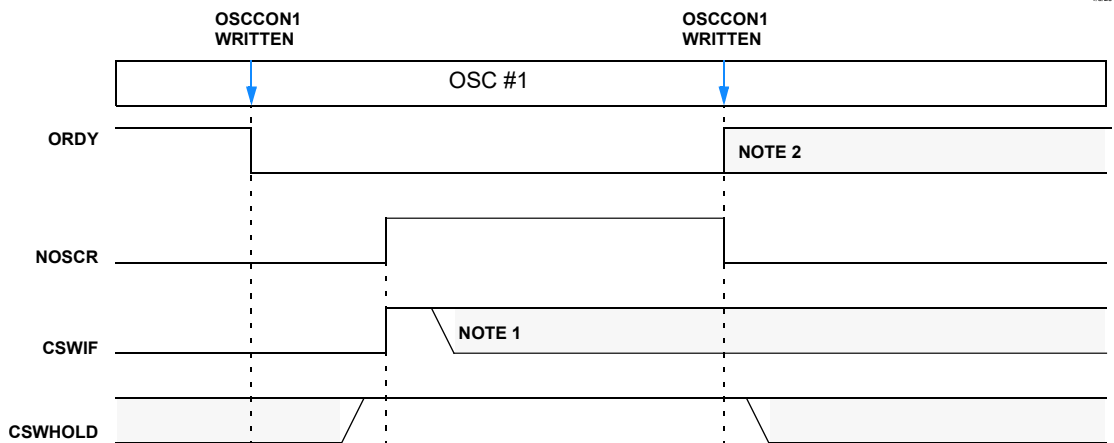 OSCCON1
WRITTEN
OSCCON1
WRITTEN
OSC #1
ORDY
NOTE 2
NOSCR
NOTE 1
CSWIF
CSWHOLD